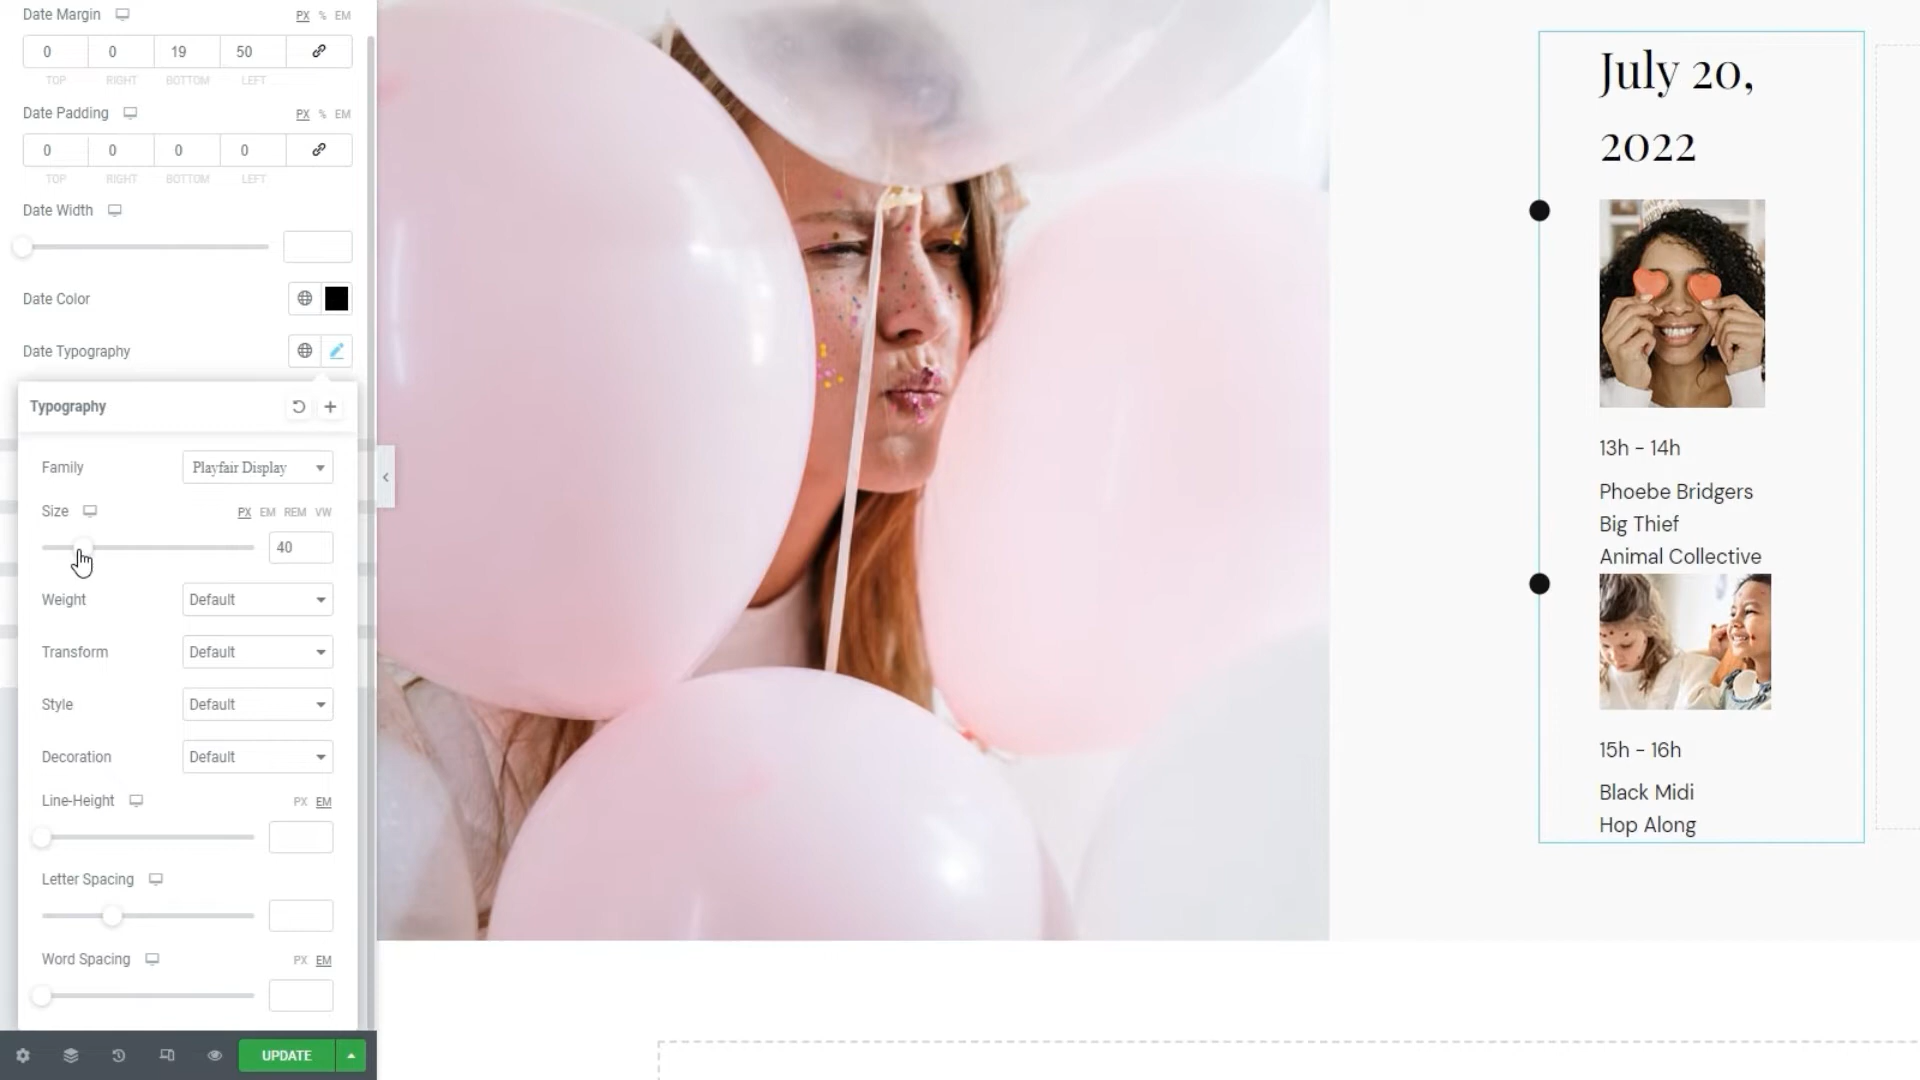 Date Margin PX % EM
0 0 19 50
TOP RIGHT BOTTOM LEFT
Date Padding PX % EM
0 0 0 0
TOP RIGHT BOTTOM LEFT
Date Width
Date Color
Date Typography
Typography
Family Playfair Display
Size PX EM REM VW
40
Weight Default
Transform Default
Style Default
Decoration Default
Line-Height PX EM
Letter Spacing
Word Spacing PX EM
UPDATE
July 20,
2022
13h - 14h
Phoebe Bridgers
Big Thief
Animal Collective
15h - 16h
Black Midi
Hop Along